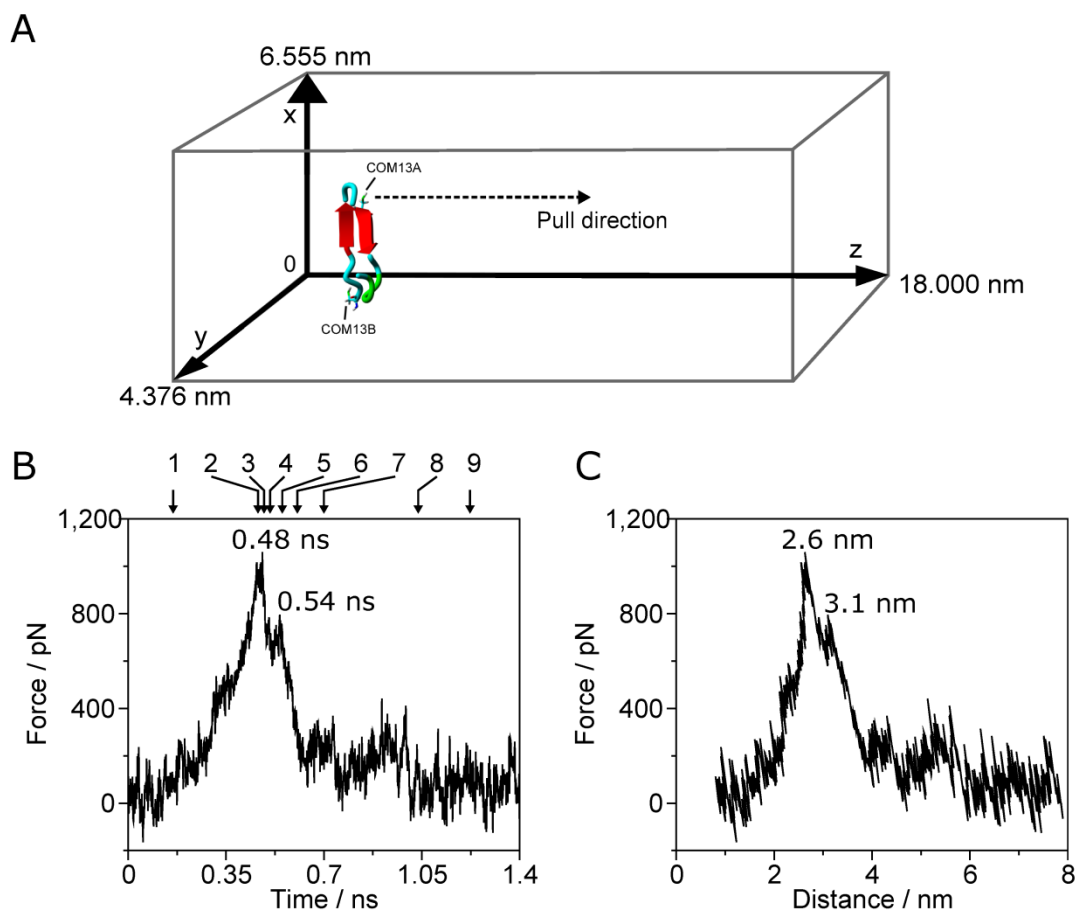 A
6.555 nm
x
COM13A
Pull direction
0
z
18.000 nm
COM13B
y
4.376 nm
B
1 2 3 4 5 6 7 8 9
1,200
0.48 ns
0.54 ns
800
400
0
Force / pN
0 0.35 0.7 1.05 1.4
Time / ns
C
1,200
2.6 nm
3.1 nm
800
400
0
Force / pN
0 2 4 6 8
Distance / nm